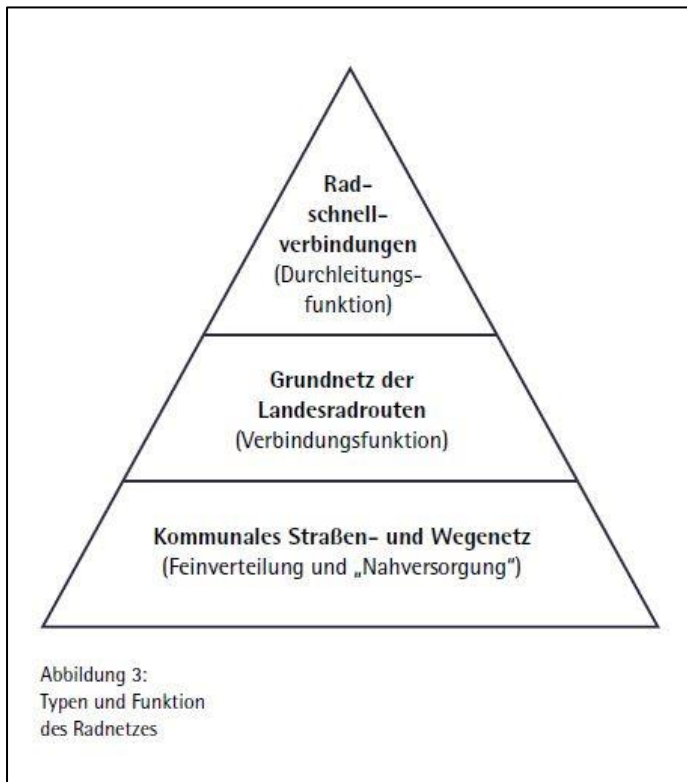 Rad-
schnell-
verbindungen
(Durchleitungs-
funktion)
Grundnetz der
Landesradrouten
(Verbindungsfunktion)
Kommunales Straßen- und Wegenetz
(Feinverteilung und „Nahversorgung“)
Abbildung 3:
Typen und Funktion
des Radnetzes